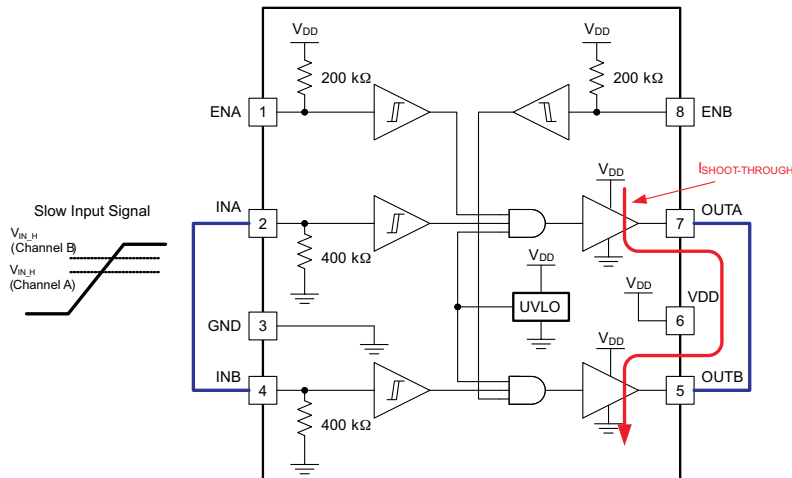 VDD
VDD
200 kΩ
200 kΩ
ENA
1
8
ENB
ISHOOT-THROUGH
VDD
Slow Input Signal
INA
2
7
OUTA
VIN_H
(Channel B)
VIN_H
(Channel A)
400 kΩ
VDD
VDD
VDD
UVLO
GND
3
6
VDD
INB
4
5
OUTB
400 kΩ